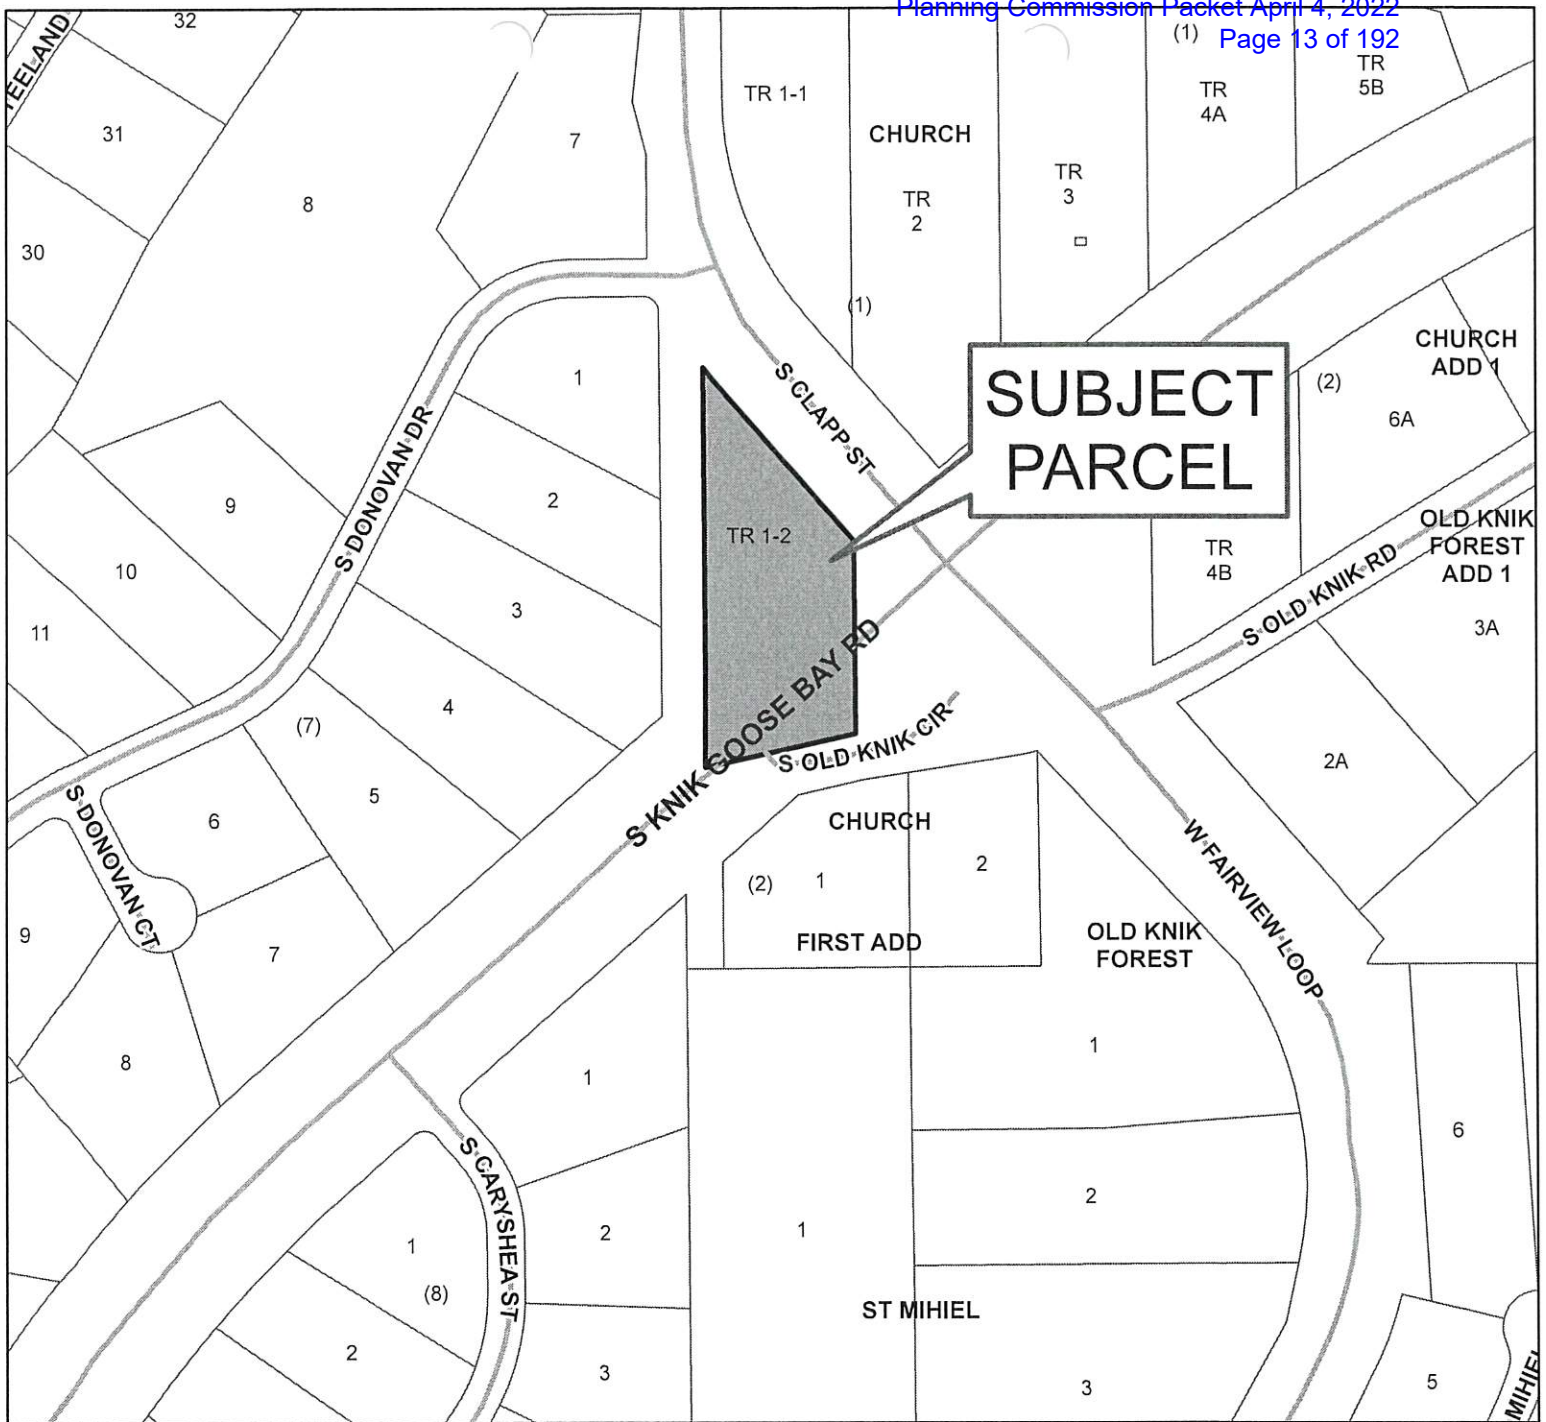 Planning Commission Packet April 4, 2022
Page 13 of 192
32
TEELAND
31
30
8
7
TR 1-1
CHURCH
TR
2
TR
3
(1)
TR
4A
TR
5B
(1)
S DONOVAN DR
1
2
3
4
5
(7)
6
7
9
10
11
S CLAPP ST
SUBJECT
PARCEL
TR 1-2
(2)
CHURCH
ADD 1
6A
OLD KNIK
FOREST
ADD 1
3A
TR
4B
S OLD KNIK RD
2A
S KNIK GOOSE BAY RD
S OLD KNIK CIR
S DONOVAN CT
9
8
CHURCH
(2)
1
2
FIRST ADD
OLD KNIK
FOREST
W FAIRVIEW LOOP
1
2
3
1
ST MIHIEL
1
2
3
S CARYSHEA ST
1
(8)
2
6
5
MIHIEL